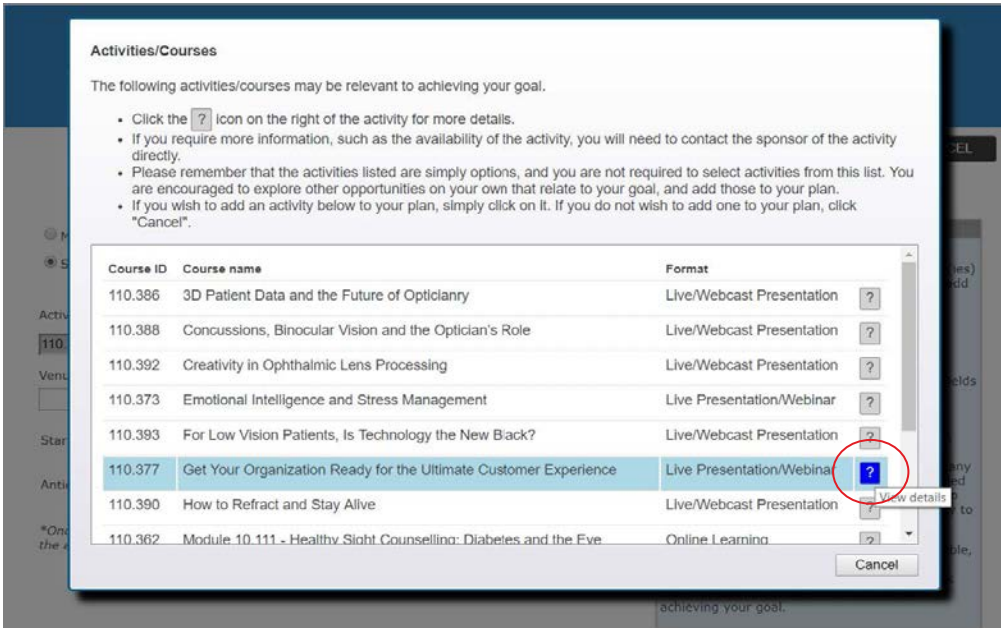 Activities/Courses
The following activities/courses may be relevant to achieving your goal.
• Click the ? icon on the right of the activity for more details.
• If you require more information, such as the availability of the activity, you will need to contact the sponsor of the activity
directly.
• Please remember that the activities listed are simply options, and you are not required to select activities from this list. You
are encouraged to explore other opportunities on your own that relate to your goal, and add those to your plan.
• If you wish to add an activity below to your plan, simply click on it. If you do not wish to add one to your plan, click
"Cancel".
Course ID Course name Format
110.386 3D Patient Data and the Future of Opticianry Live/Webcast Presentation ?
110.388 Concussions, Binocular Vision and the Optician's Role Live/Webcast Presentation ?
110.392 Creativity in Ophthalmic Lens Processing Live/Webcast Presentation ?
110.373 Emotional Intelligence and Stress Management Live Presentation/Webinar ?
110.393 For Low Vision Patients, Is Technology the New Black? Live/Webcast Presentation ?
110.377 Get Your Organization Ready for the Ultimate Customer Experience Live Presentation/Webinar ?
View details
110.390 How to Refract and Stay Alive Live/Webcast Presentation ?
110.362 Module 10.111 - Healthy Sight Counselling: Diabetes and the Eye Online Learning ?
Cancel
110.
achieving your goal.